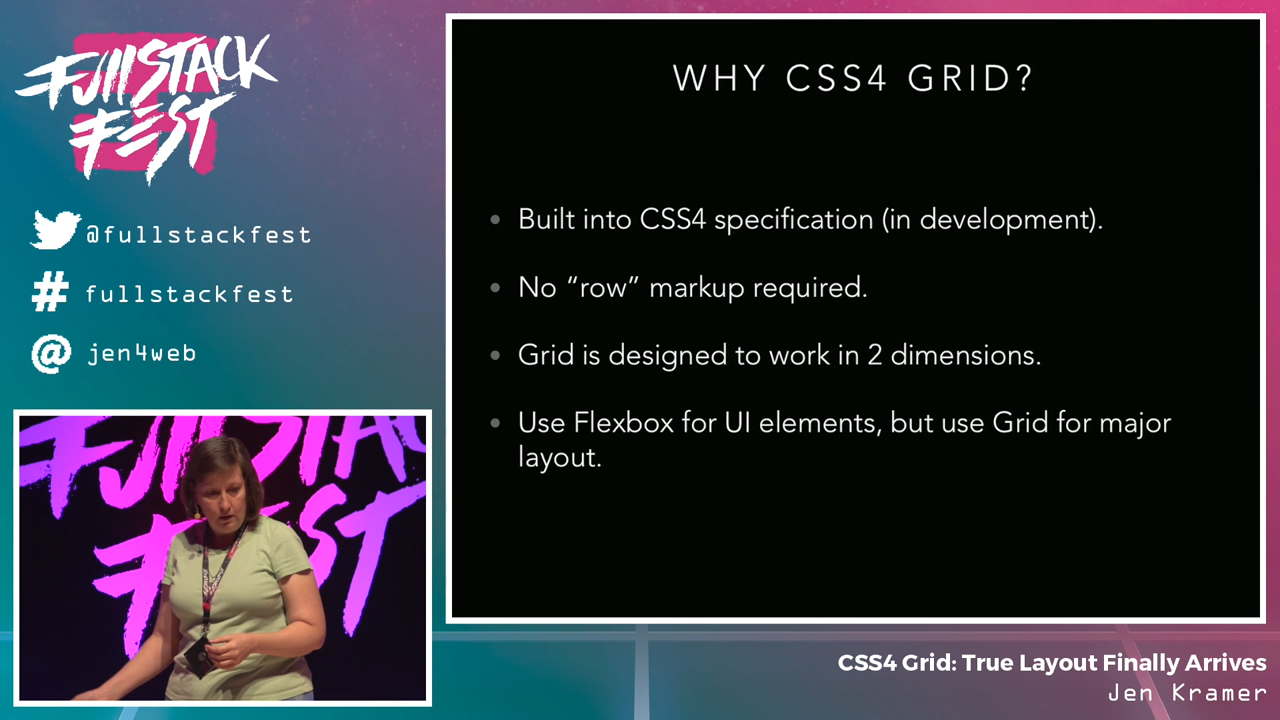 FullStack
Fest
@fullstackfest
# fullstackfest
@ jen4web
WHY CSS4 GRID?
• Built into CSS4 specification (in development).
• No “row” markup required.
• Grid is designed to work in 2 dimensions.
• Use Flexbox for UI elements, but use Grid for major
layout.
FullStack
Fest
CSS4 Grid: True Layout Finally Arrives
Jen Kramer